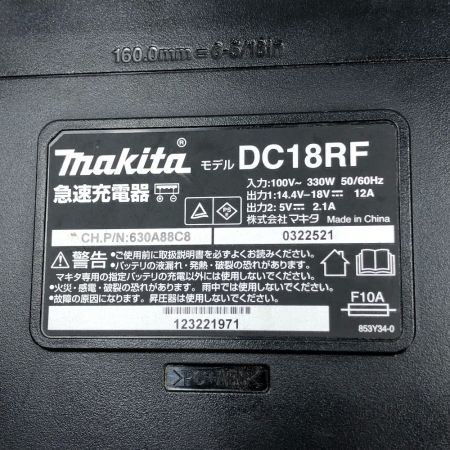 160.0mm=6-5/16in
makita モデル DC18RF
急速充電器
入力:100V~ 330W 50/60Hz
出力1:14.4V⎓18V⎓ 12A
出力2: 5V⎓ 2.1A
株式会社マキタ Made in China
CH.P/N:630A88C8 0322521
警告
•ご使用前に取扱説明書を必ずよくお読みください。
•バッテリの液漏れ・発熱・破裂の恐れがあります。
マキタ専用の指定バッテリの充電以外には使用しないでください。
•火災・感電・破裂の恐れがあります。雨中では使用しないでください。
•故障の原因になります。昇圧器は使用しないでください。
F10A
123221971
853Y34-0